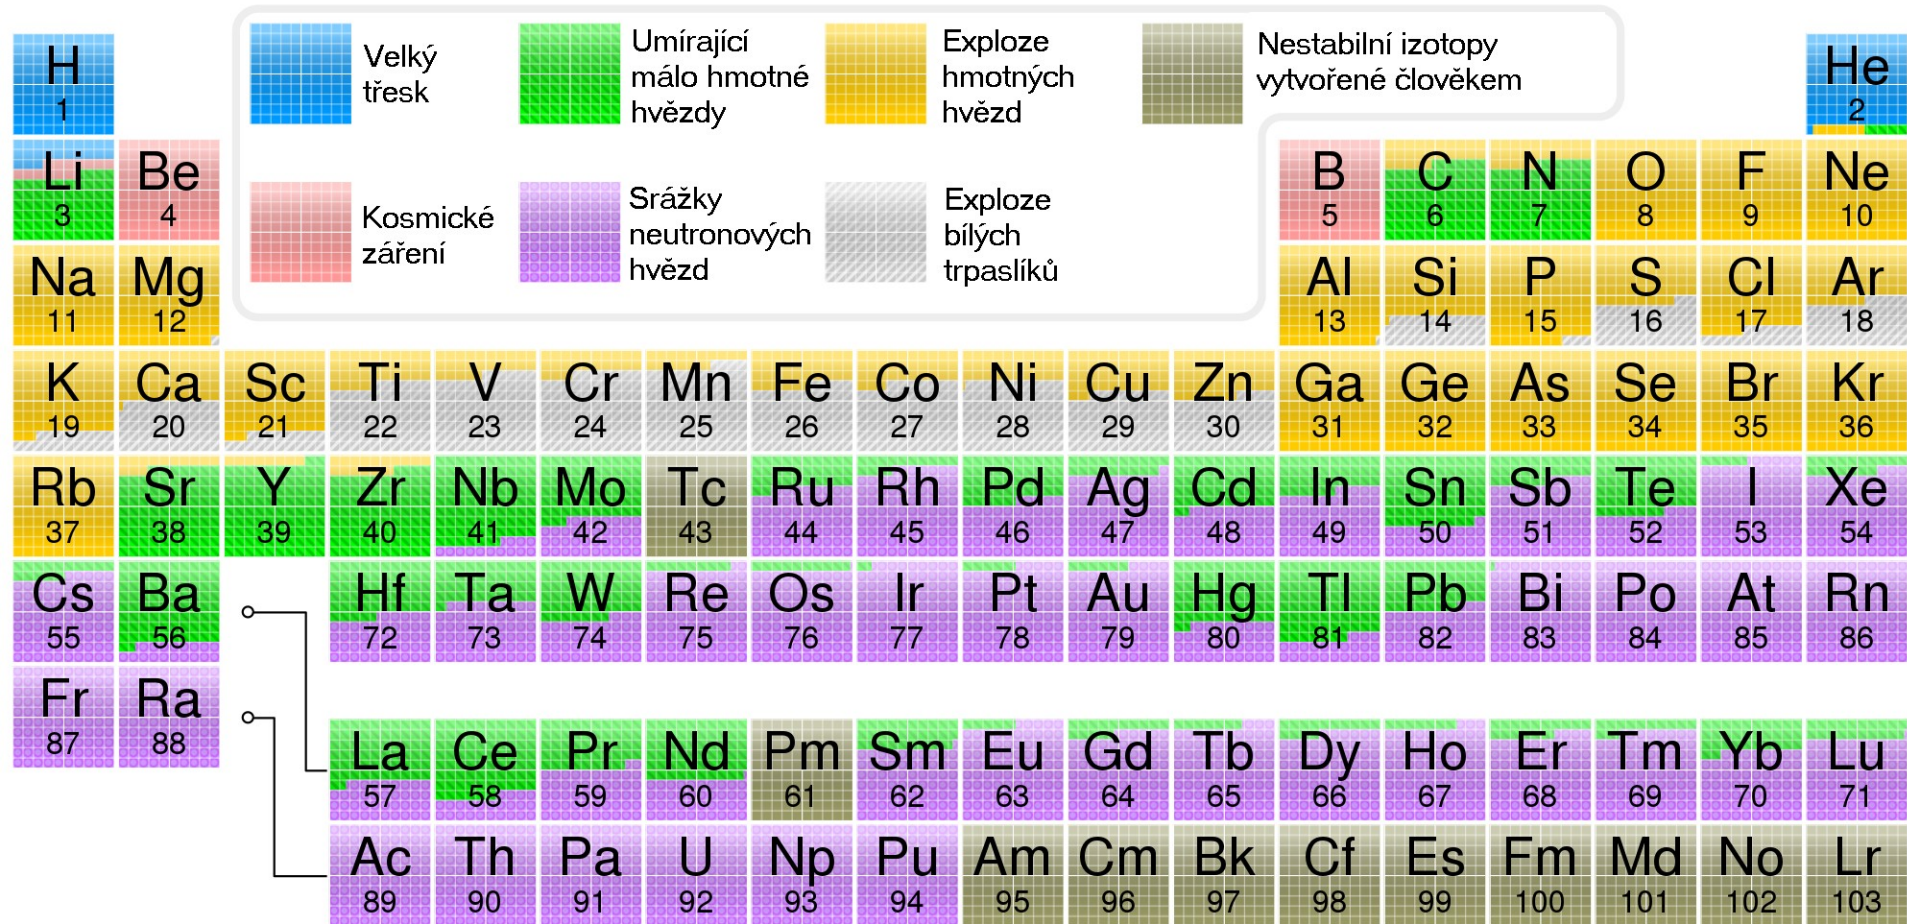 Velký
třesk
Umírající
málo hmotné
hvězdy
Exploze
hmotných
hvězd
Nestabilní izotopy
vytvořené člověkem
Kosmické
záření
Srážky
neutronových
hvězd
Exploze
bílých
trpaslíků
H He
1 2
Li Be B C N O F Ne
3 4 5 6 7 8 9 10
Na Mg Al Si P S Cl Ar
11 12 13 14 15 16 17 18
K Ca Sc Ti V Cr Mn Fe Co Ni Cu Zn Ga Ge As Se Br Kr
19 20 21 22 23 24 25 26 27 28 29 30 31 32 33 34 35 36
Rb Sr Y Zr Nb Mo Tc Ru Rh Pd Ag Cd In Sn Sb Te I Xe
37 38 39 40 41 42 43 44 45 46 47 48 49 50 51 52 53 54
Cs Ba Hf Ta W Re Os Ir Pt Au Hg Tl Pb Bi Po At Rn
55 56 72 73 74 75 76 77 78 79 80 81 82 83 84 85 86
Fr Ra
87 88
La Ce Pr Nd Pm Sm Eu Gd Tb Dy Ho Er Tm Yb Lu
57 58 59 60 61 62 63 64 65 66 67 68 69 70 71
Ac Th Pa U Np Pu Am Cm Bk Cf Es Fm Md No Lr
89 90 91 92 93 94 95 96 97 98 99 100 101 102 103